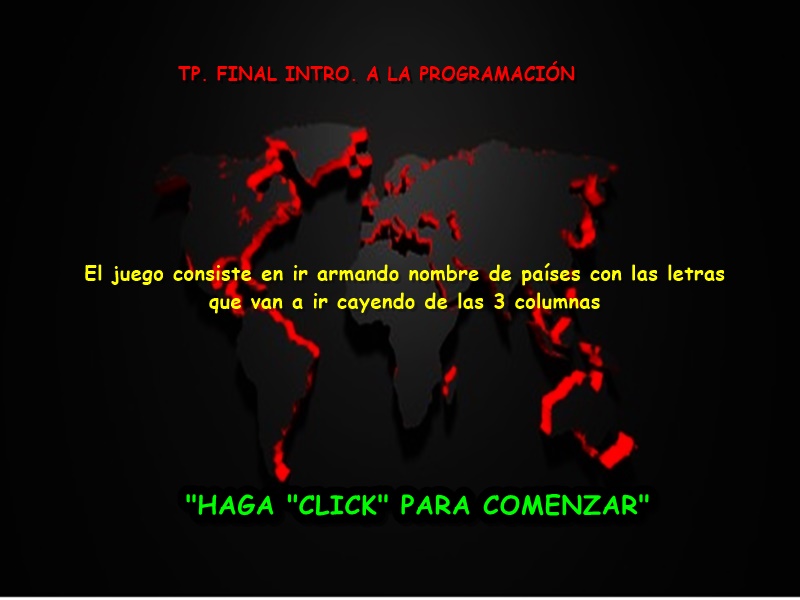 TP. FINAL INTRO. A LA PROGRAMACIÓN
El juego consiste en ir armando nombre de países con las letras
que van a ir cayendo de las 3 columnas
"HAGA "CLICK" PARA COMENZAR"